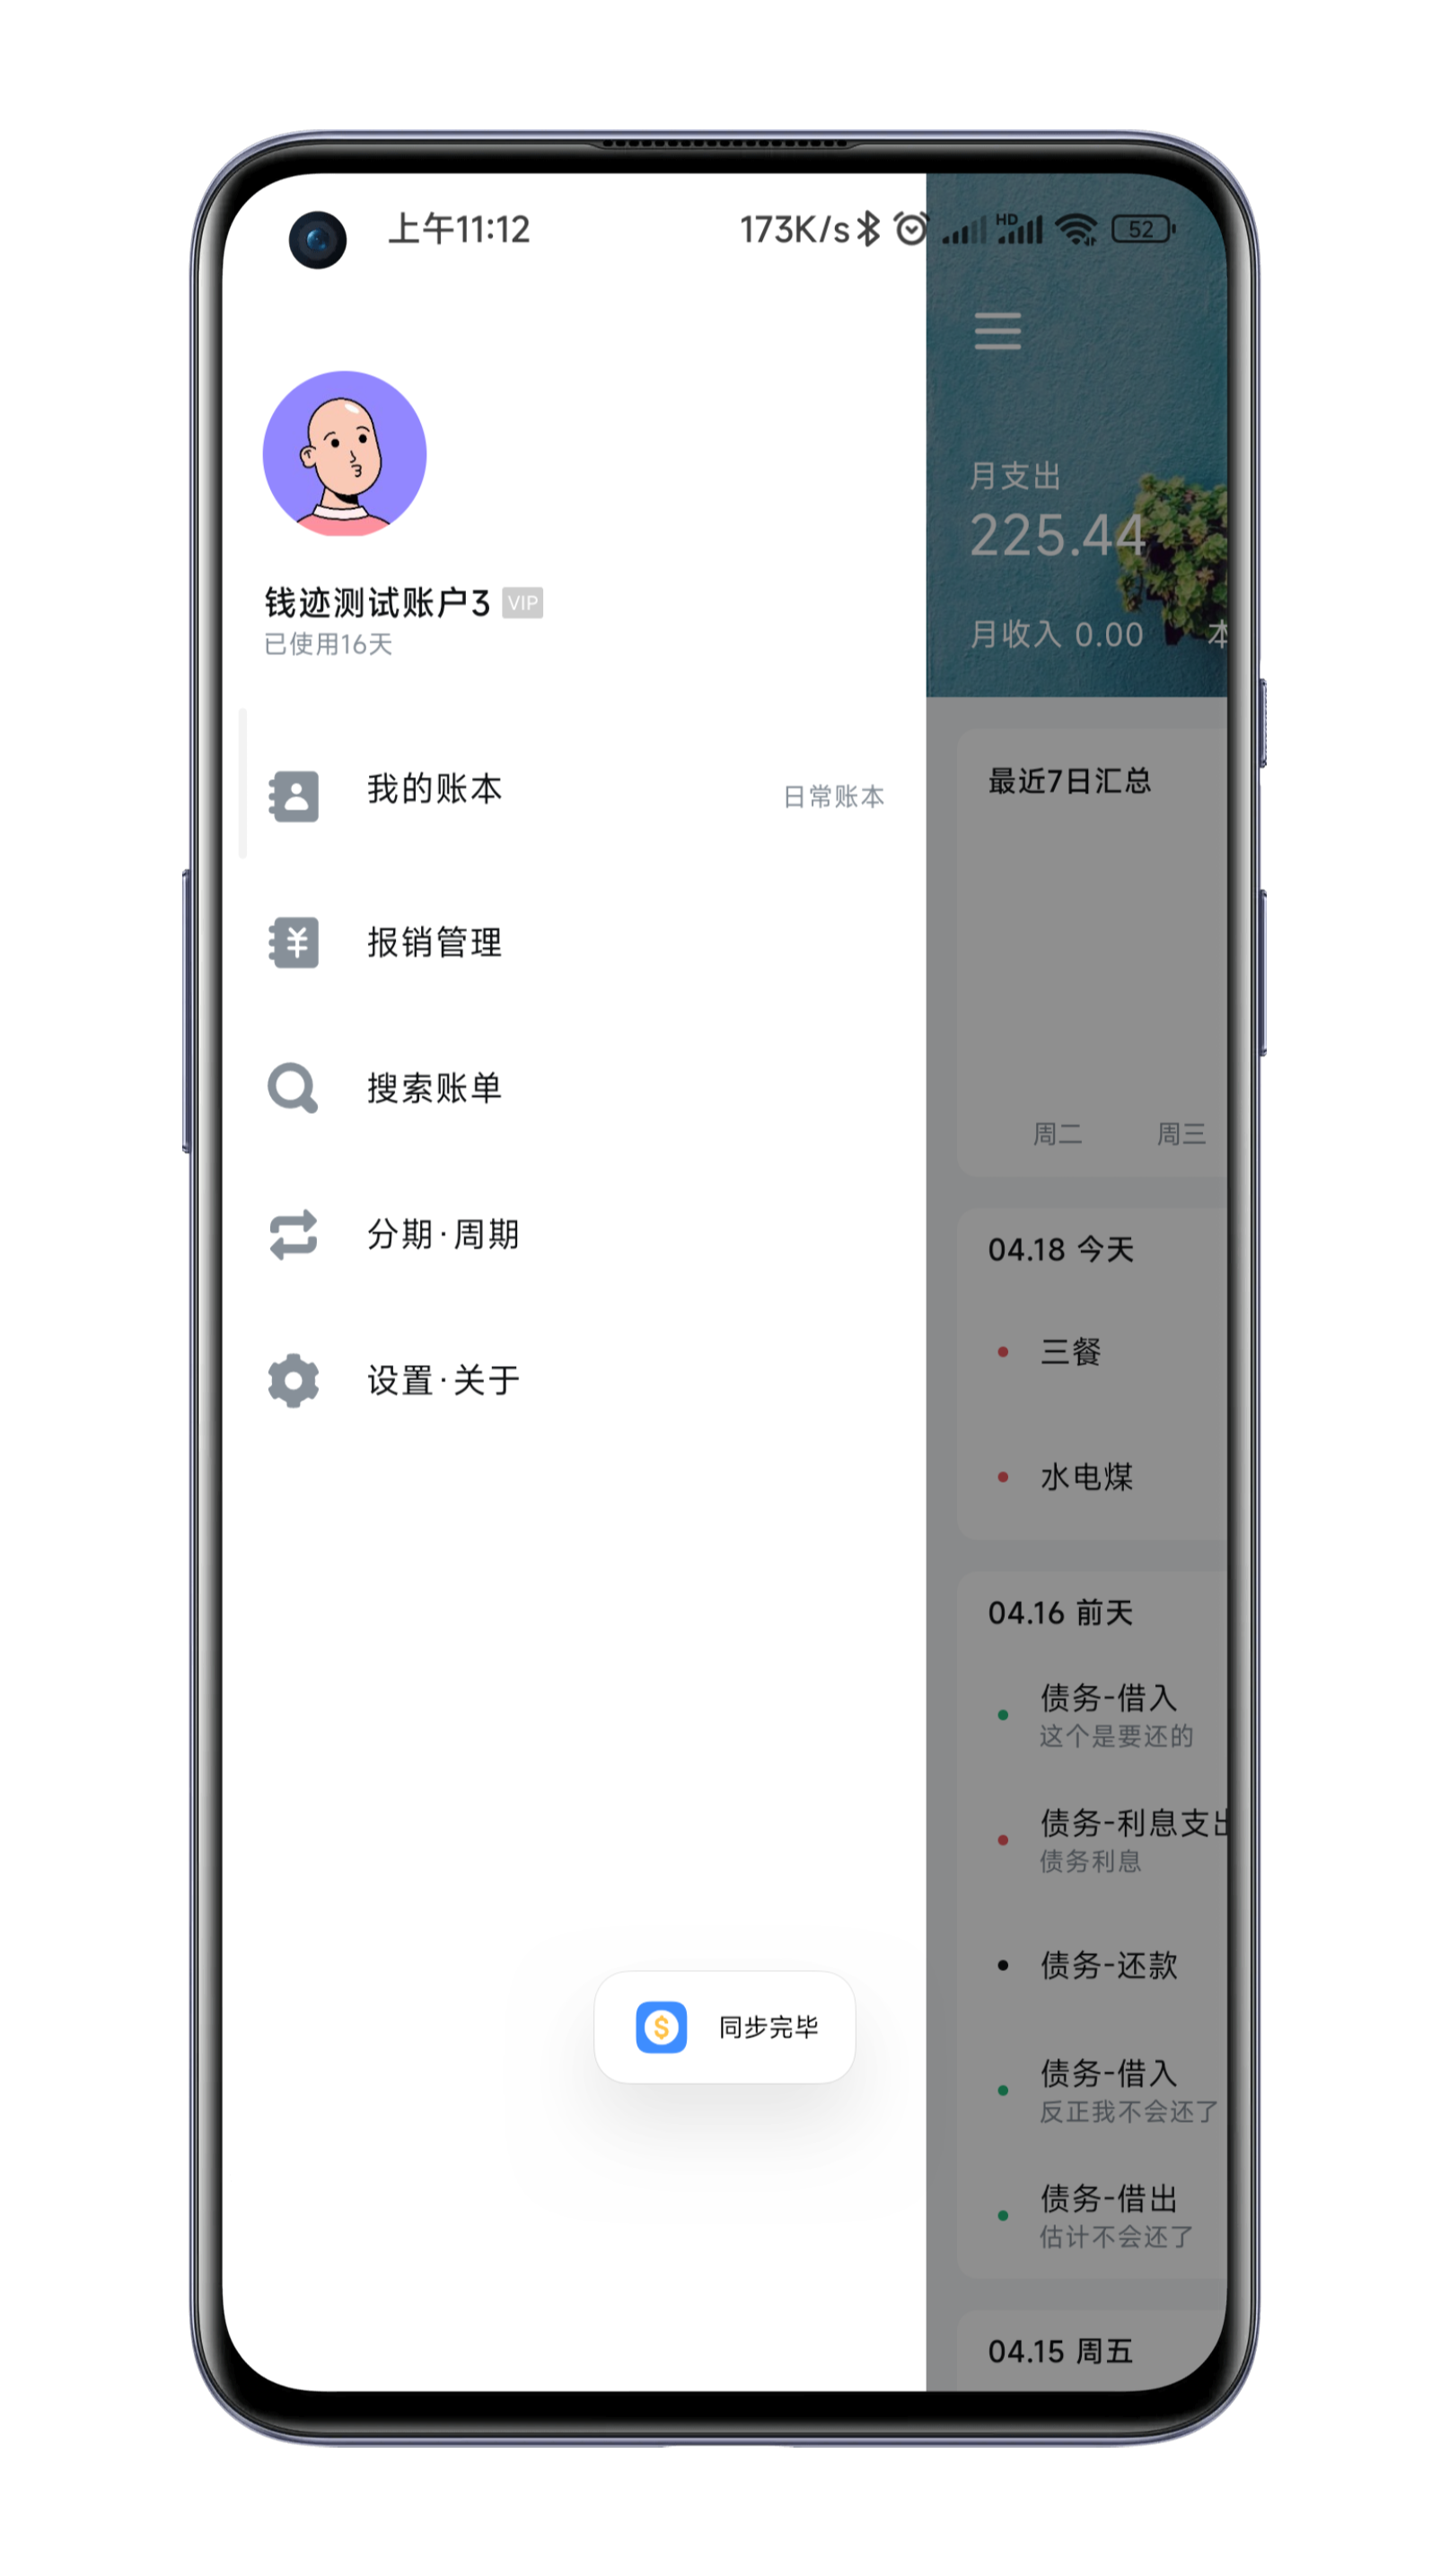 上午11:12
173K/s
HD
52
钱迹测试账户3 VIP
已使用16天
我的账本
日常账本
报销管理
搜索账单
分期·周期
设置·关于
同步完毕
月支出
225.44
月收入 0.00
本
最近7日汇总
周二 周三
04.18 今天
三餐
水电煤
04.16 前天
债务-借入
这个是要还的
债务-利息支出
债务利息
债务-还款
债务-借入
反正我不会还了
债务-借出
估计不会还了
04.15 周五